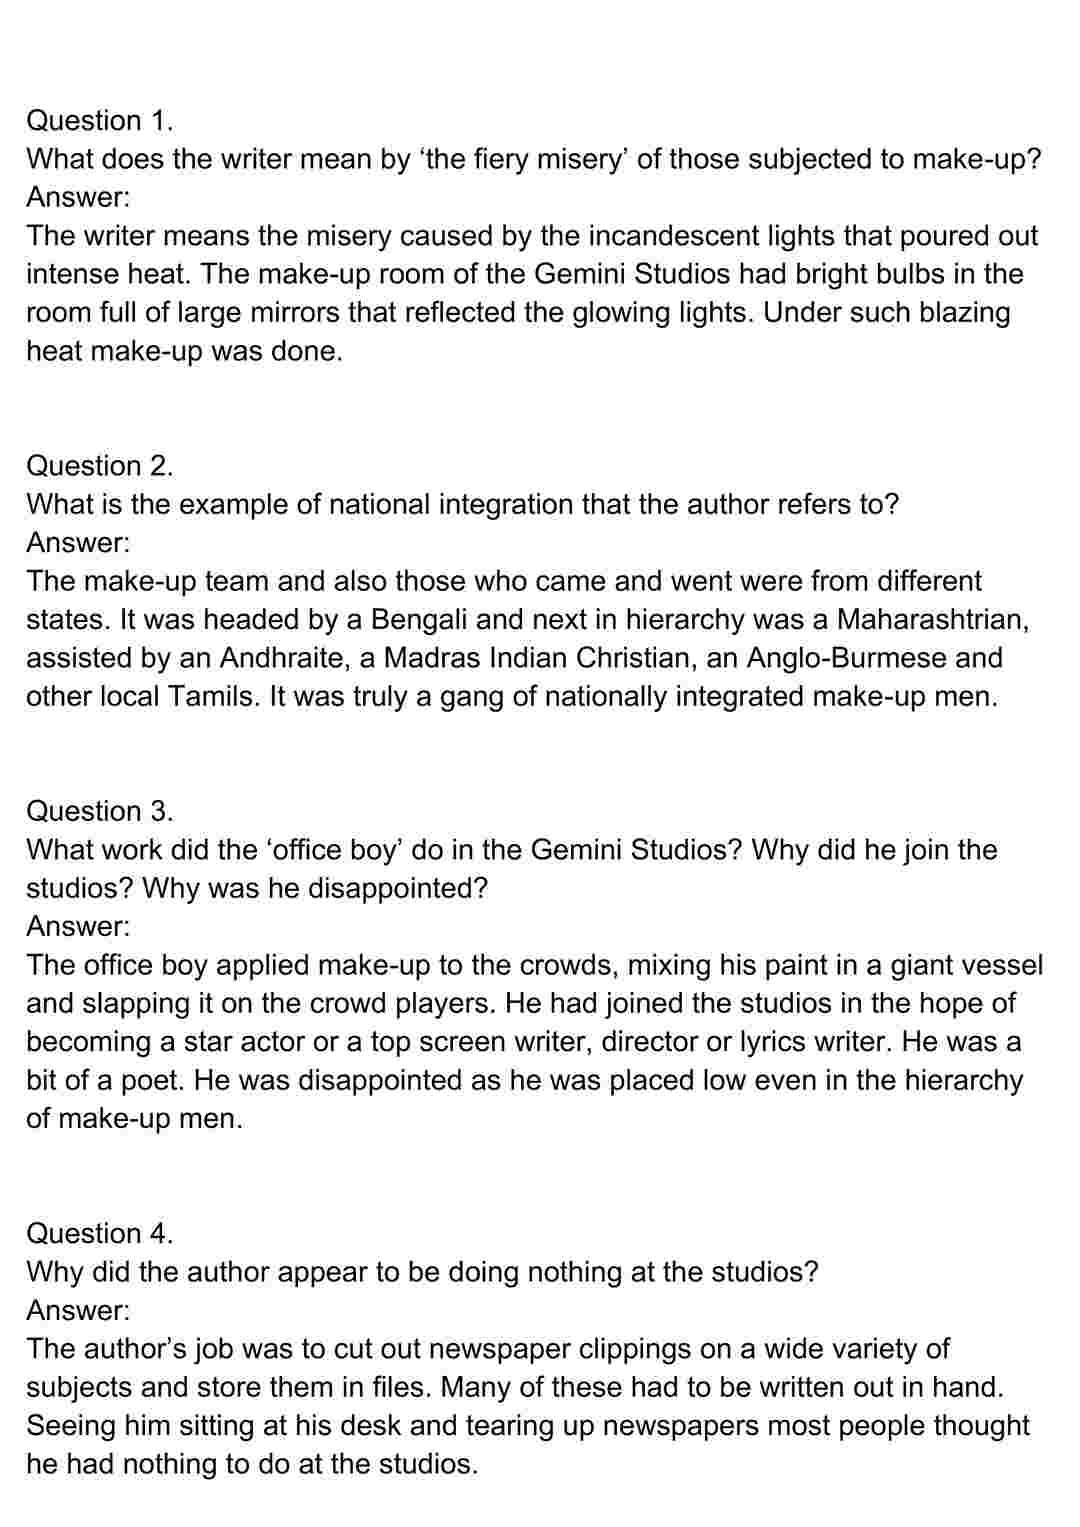 Question 1.
What does the writer mean by ‘the fiery misery’ of those subjected to make-up?
Answer:
The writer means the misery caused by the incandescent lights that poured out
intense heat. The make-up room of the Gemini Studios had bright bulbs in the
room full of large mirrors that reflected the glowing lights. Under such blazing
heat make-up was done.
Question 2.
What is the example of national integration that the author refers to?
Answer:
The make-up team and also those who came and went were from different
states. It was headed by a Bengali and next in hierarchy was a Maharashtrian,
assisted by an Andhraite, a Madras Indian Christian, an Anglo-Burmese and
other local Tamils. It was truly a gang of nationally integrated make-up men.
Question 3.
What work did the ‘office boy’ do in the Gemini Studios? Why did he join the
studios? Why was he disappointed?
Answer:
The office boy applied make-up to the crowds, mixing his paint in a giant vessel
and slapping it on the crowd players. He had joined the studios in the hope of
becoming a star actor or a top screen writer, director or lyrics writer. He was a
bit of a poet. He was disappointed as he was placed low even in the hierarchy
of make-up men.
Question 4.
Why did the author appear to be doing nothing at the studios?
Answer:
The author’s job was to cut out newspaper clippings on a wide variety of
subjects and store them in files. Many of these had to be written out in hand.
Seeing him sitting at his desk and tearing up newspapers most people thought
he had nothing to do at the studios.